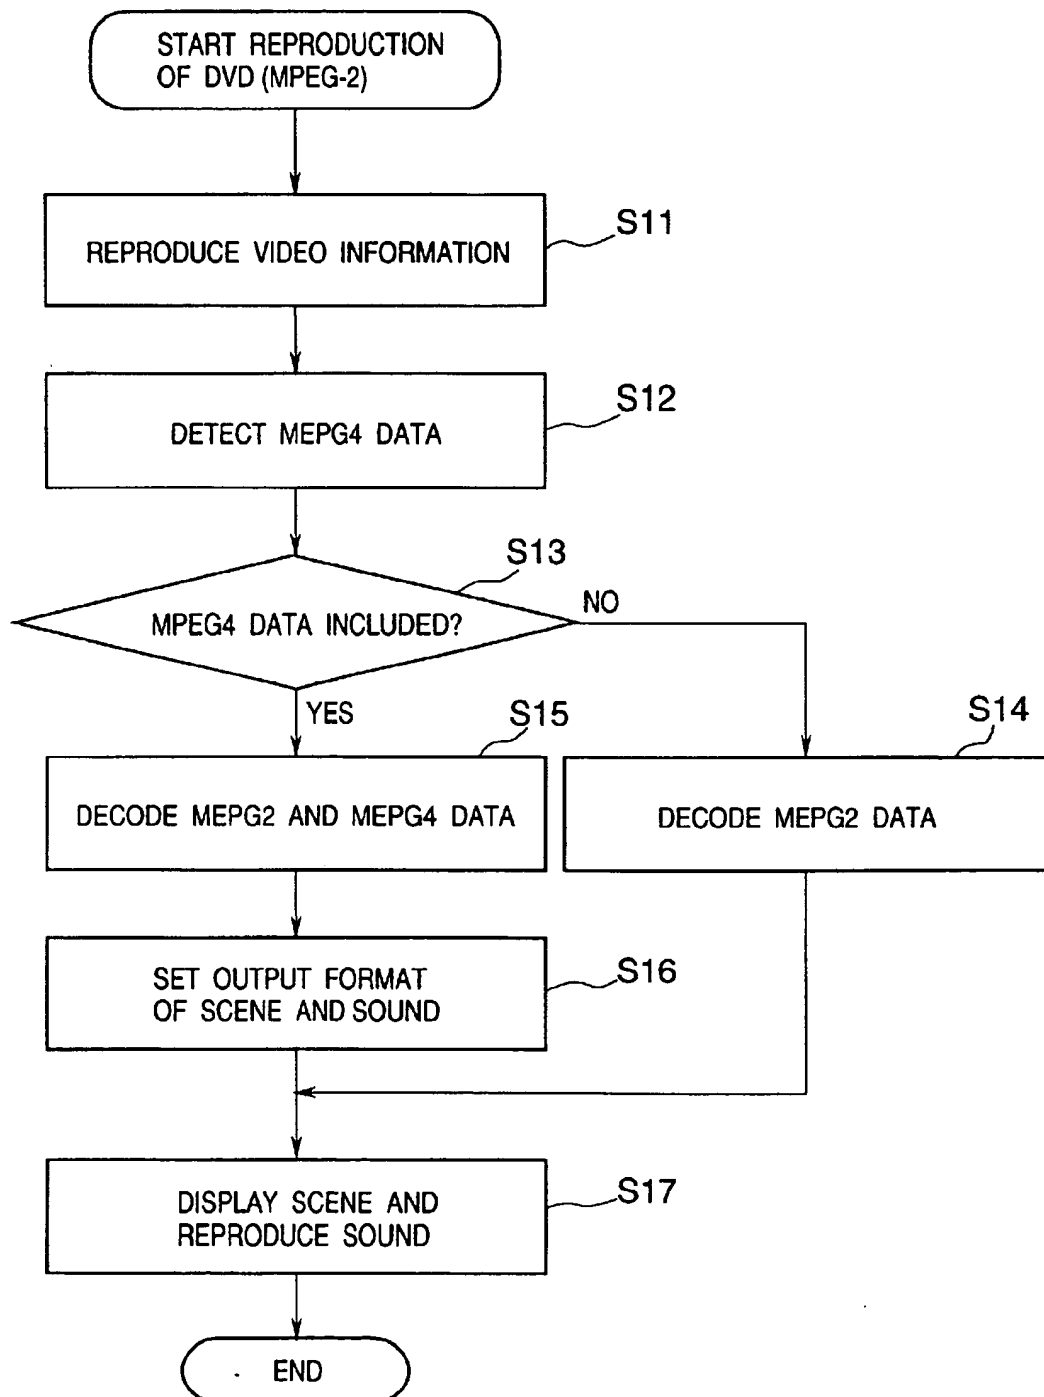 START REPRODUCTION
OF DVD (MPEG-2)
S11
REPRODUCE VIDEO INFORMATION
S12
DETECT MEPG4 DATA
S13
MPEG4 DATA INCLUDED?
NO
YES
S15
S14
DECODE MEPG2 AND MEPG4 DATA
DECODE MEPG2 DATA
S16
SET OUTPUT FORMAT
OF SCENE AND SOUND
S17
DISPLAY SCENE AND
REPRODUCE SOUND
END